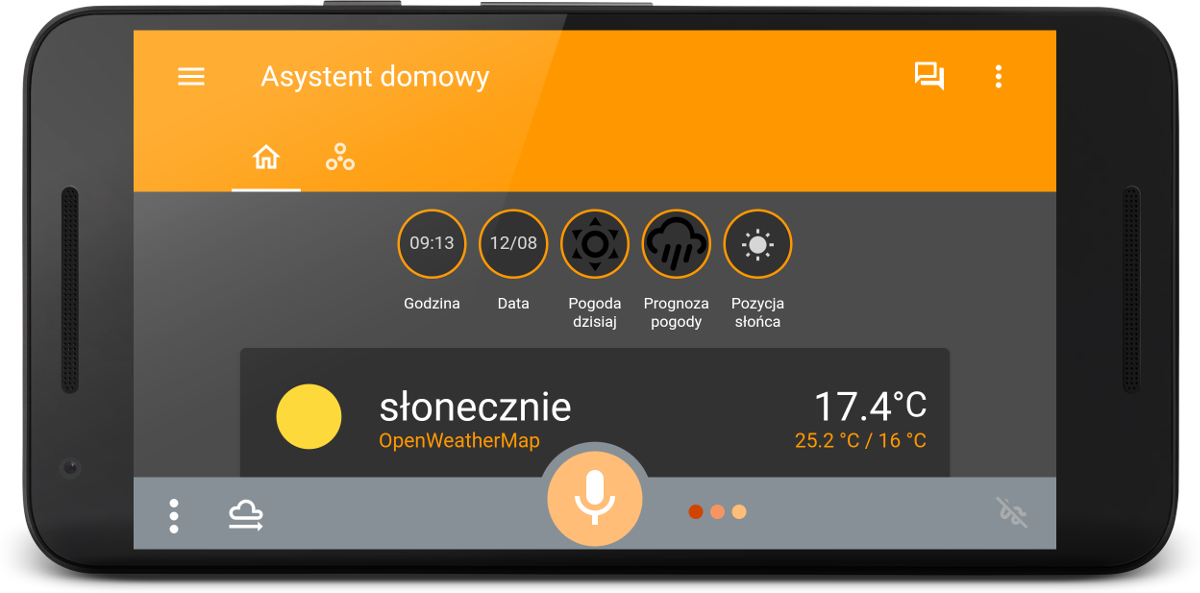 Asystent domowy
09:13
12/08
Godzina
Data
Pogoda
dzisiaj
Prognoza
pogody
Pozycja
słońca
słonecznie
17.4°C
OpenWeatherMap
25.2 °C / 16 °C